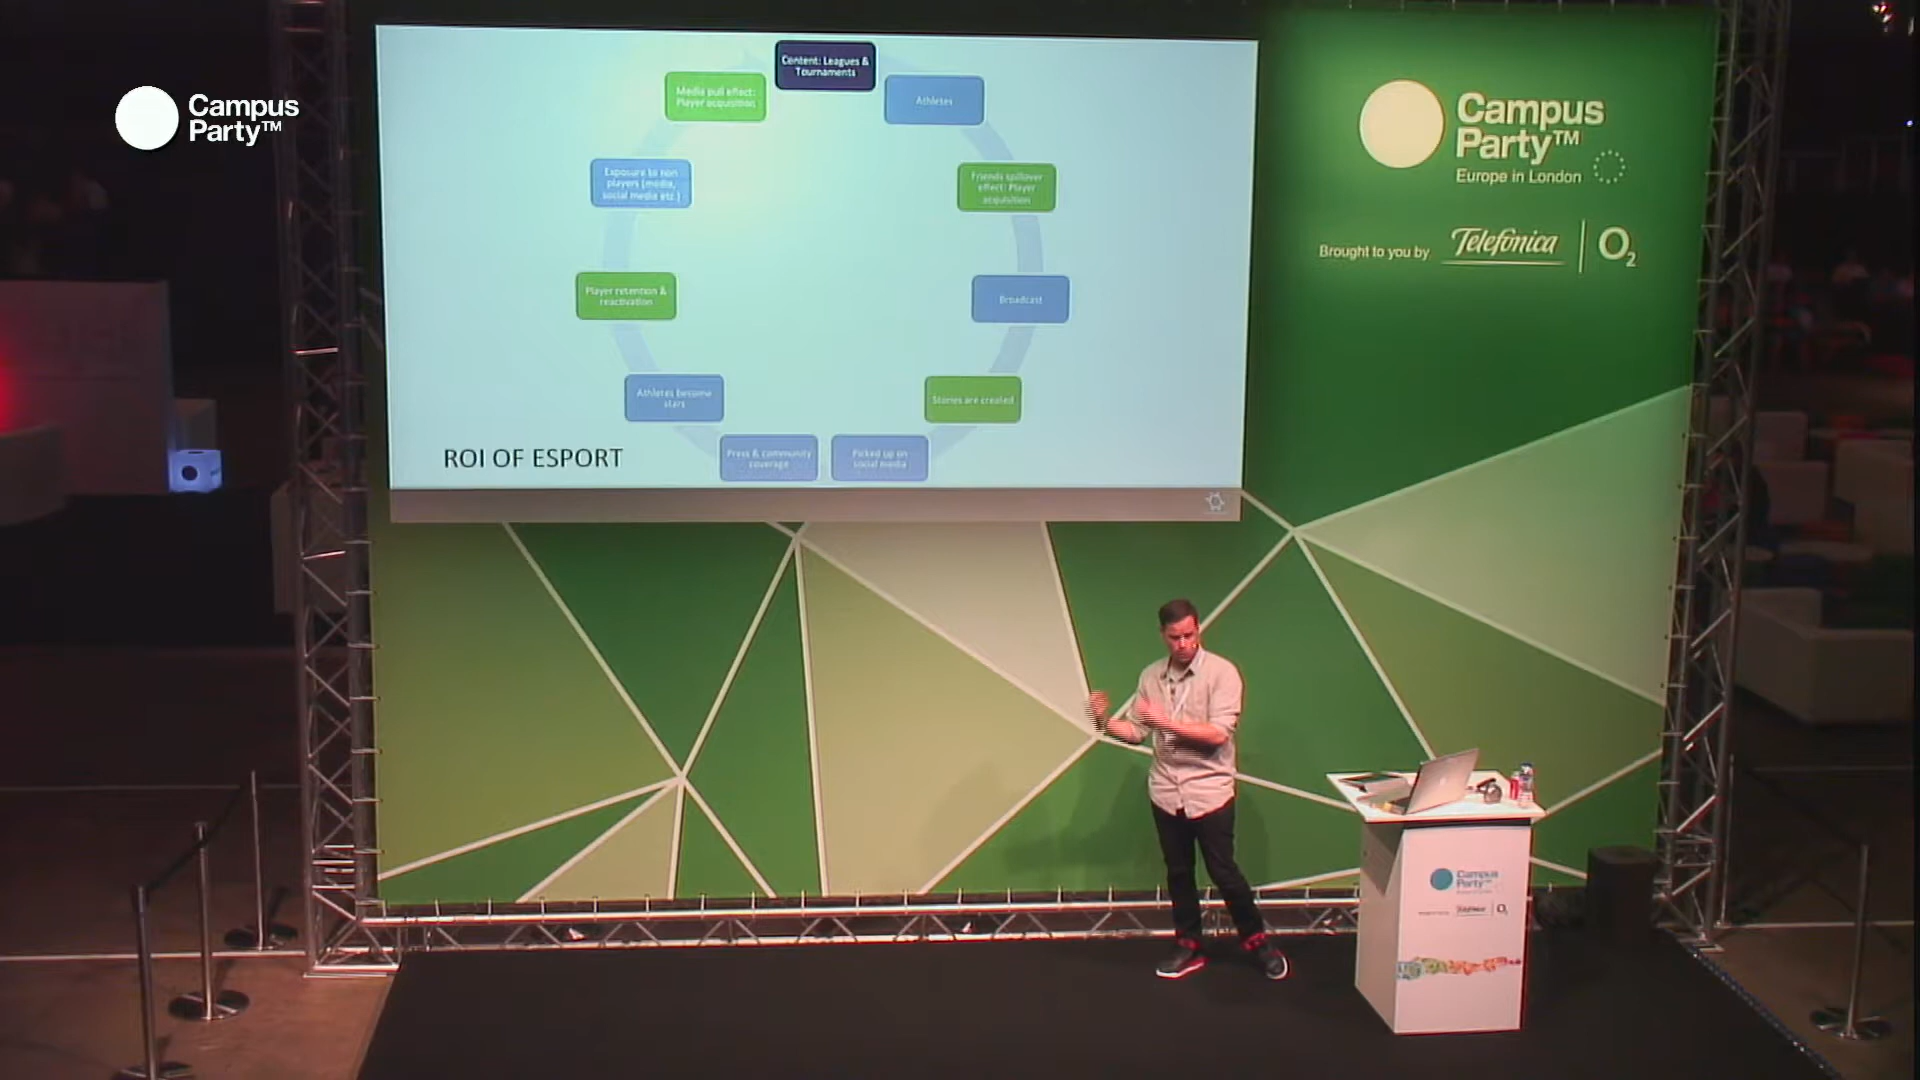 Campus
Party™
Content: Leagues &
Tournaments
Media pull effect:
Player acquisition
Athletes
Exposure to non
players (media,
social media etc.)
Friends spillover
effect: Player
acquisition
Player retention &
reactivation
Broadcast
Athletes become
stars
Stories are created
Press & community
coverage
Picked up on
social media
ROI OF ESPORT
Campus
Party™
Europe in London
Brought to you by
Telefónica
O2
Campus
Party™